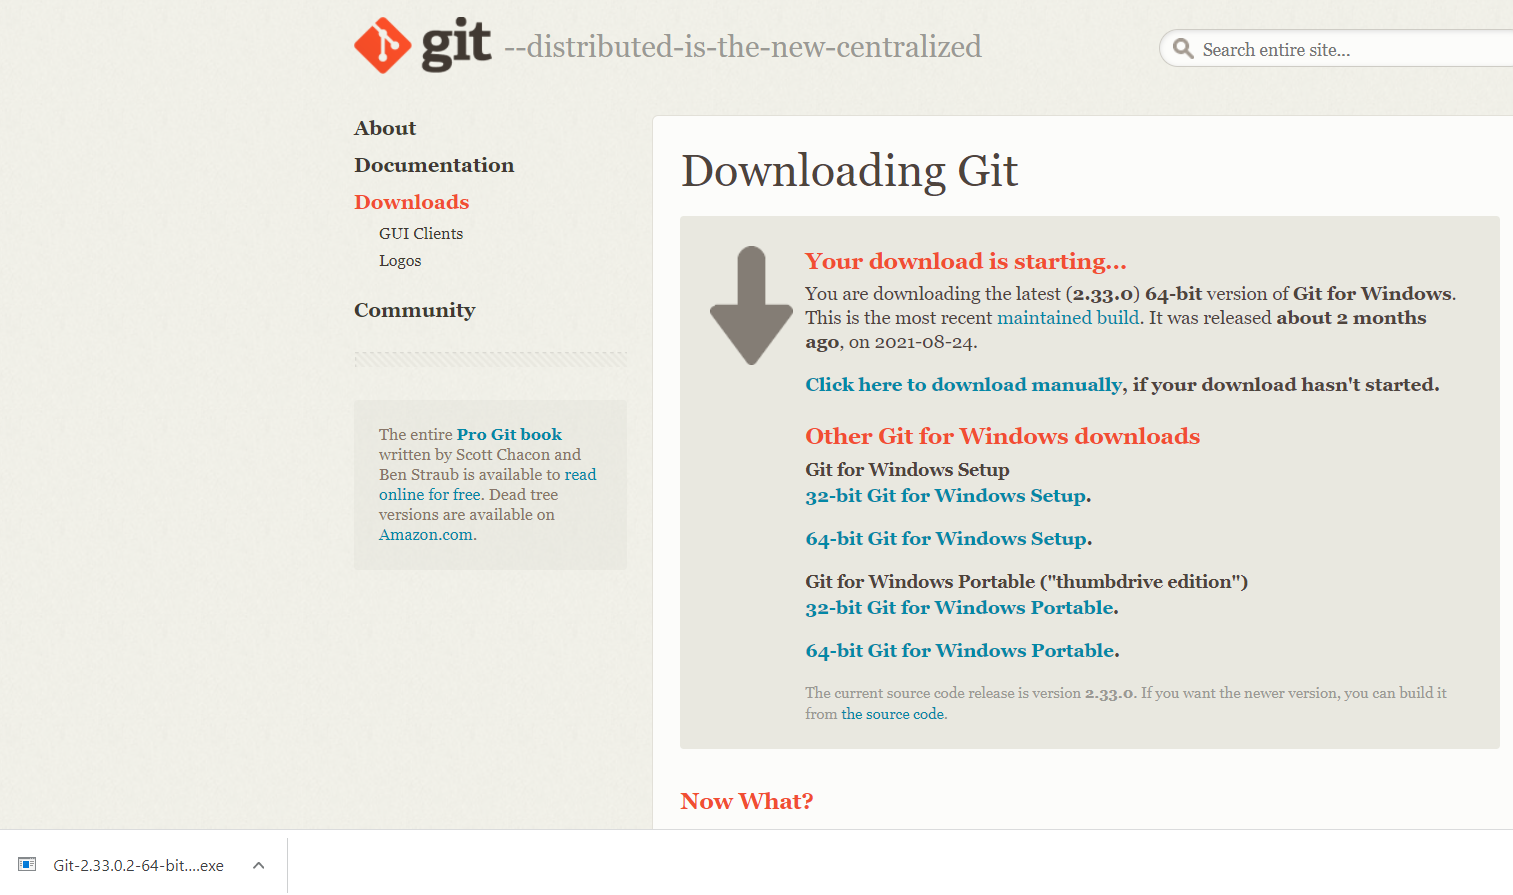 git --distributed-is-the-new-centralized
Search entire site...
About
Documentation
Downloads
GUI Clients
Logos
Community
The entire Pro Git book
written by Scott Chacon and
Ben Straub is available to read
online for free. Dead tree
versions are available on
Amazon.com.
Downloading Git
Your download is starting...
You are downloading the latest (2.33.0) 64-bit version of Git for Windows.
This is the most recent maintained build. It was released about 2 months
ago, on 2021-08-24.
Click here to download manually, if your download hasn't started.
Other Git for Windows downloads
Git for Windows Setup
32-bit Git for Windows Setup.
64-bit Git for Windows Setup.
Git for Windows Portable ("thumbdrive edition")
32-bit Git for Windows Portable.
64-bit Git for Windows Portable.
The current source code release is version 2.33.0. If you want the newer version, you can build it
from the source code.
Now What?
Git-2.33.0.2-64-bit....exe